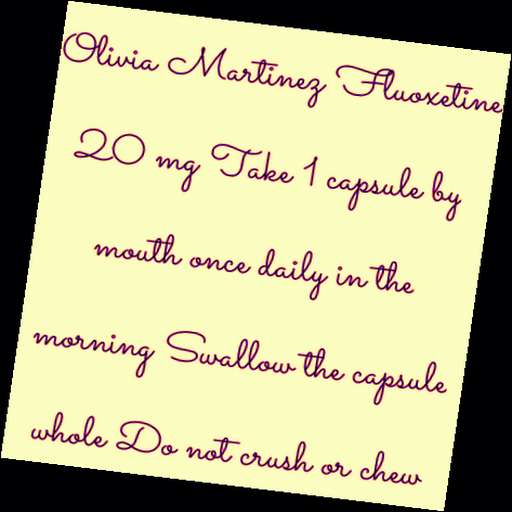 Olivia Martinez Fluoxetine
20 mg Take 1 capsule by
mouth once daily in the
morning Swallow the capsule
whole Do not crush or chew